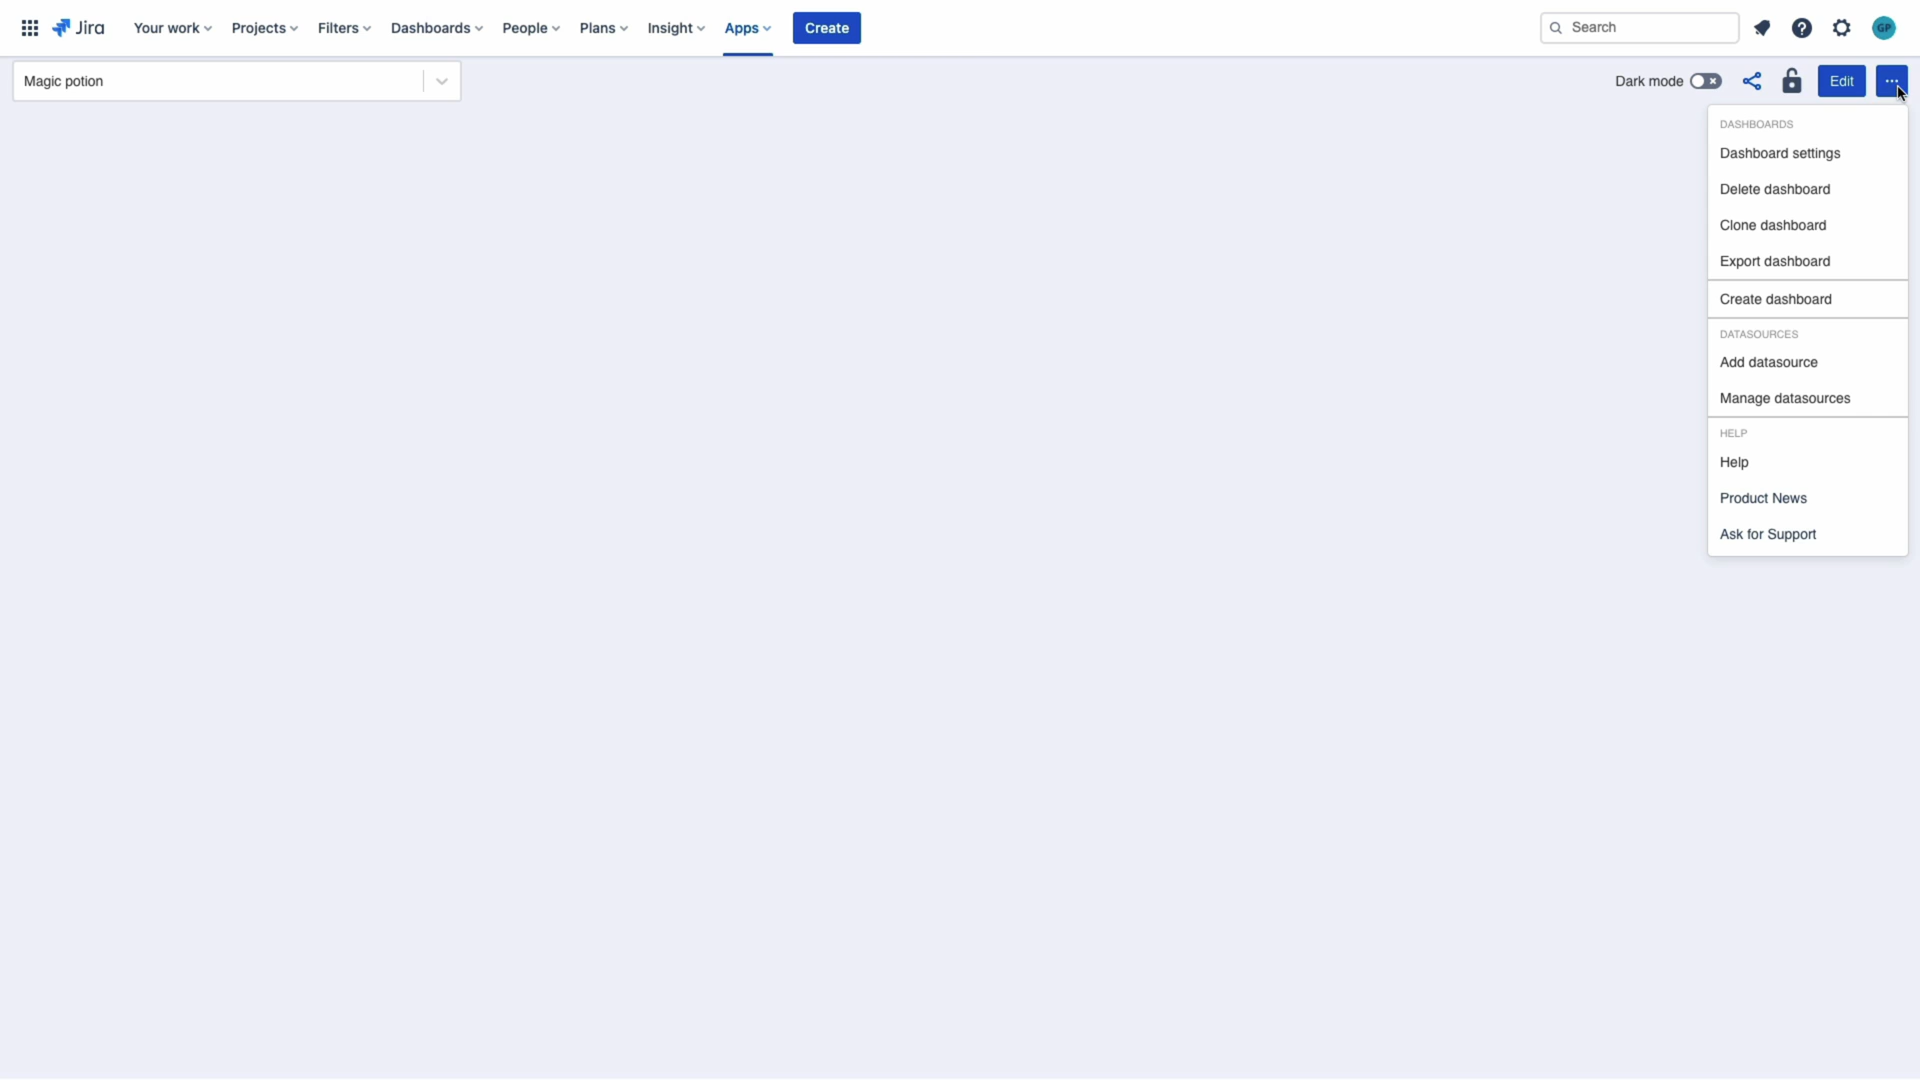 Jira Your work Projects Filters Dashboards People Plans Insight Apps Create Search GP
Magic potion Dark mode Edit
DASHBOARDS
Dashboard settings
Delete dashboard
Clone dashboard
Export dashboard
Create dashboard
DATASOURCES
Add datasource
Manage datasources
HELP
Help
Product News
Ask for Support